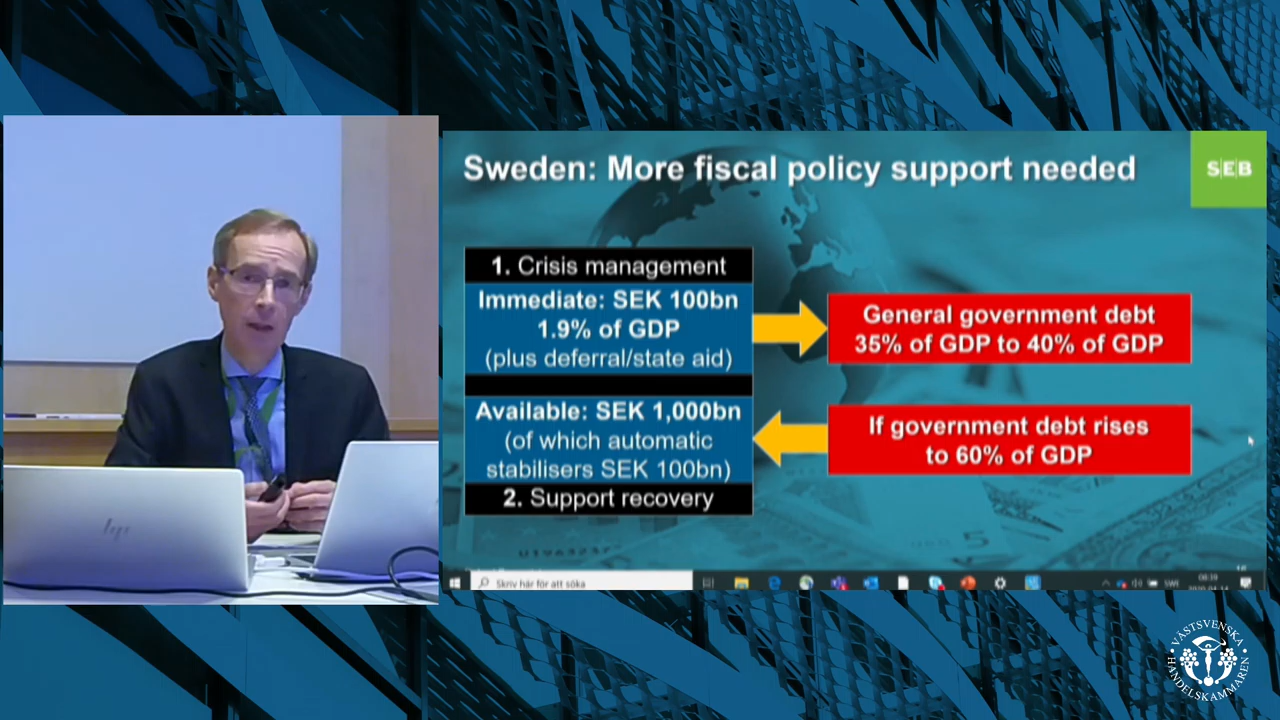 Sweden: More fiscal policy support needed
SEB
1. Crisis management
Immediate: SEK 100bn
1.9% of GDP
(plus deferral/state aid)
General government debt
35% of GDP to 40% of GDP
Available: SEK 1,000bn
(of which automatic
stabilisers SEK 100bn)
2. Support recovery
If government debt rises
to 60% of GDP
hp
Skriv här för att söka
SWE
VÄSTSVENSKA
HANDELSKAMMAREN